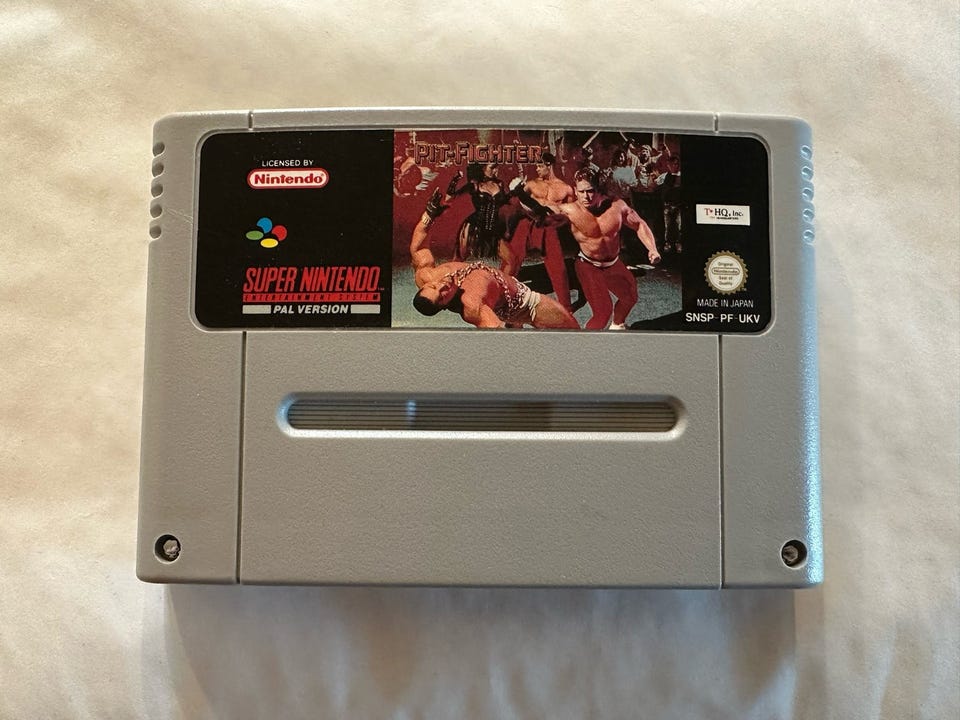 LICENSED BY
Nintendo
SUPER NINTENDO
ENTERTAINMENT SYSTEM
PAL VERSION
PIT-FIGHTER
T•HQ, Inc.
Original
Nintendo
Seal of
Quality
MADE IN JAPAN
SNSP-PF-UKV